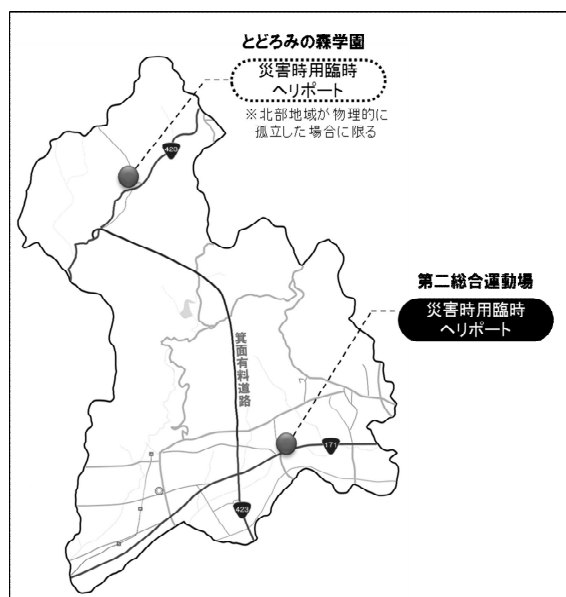 とどろみの森学園
災害時用臨時
ヘリポート
※北部地域が物理的に
孤立した場合に限る
423
第二総合運動場
災害時用臨時
ヘリポート
箕面有料道路
171
423